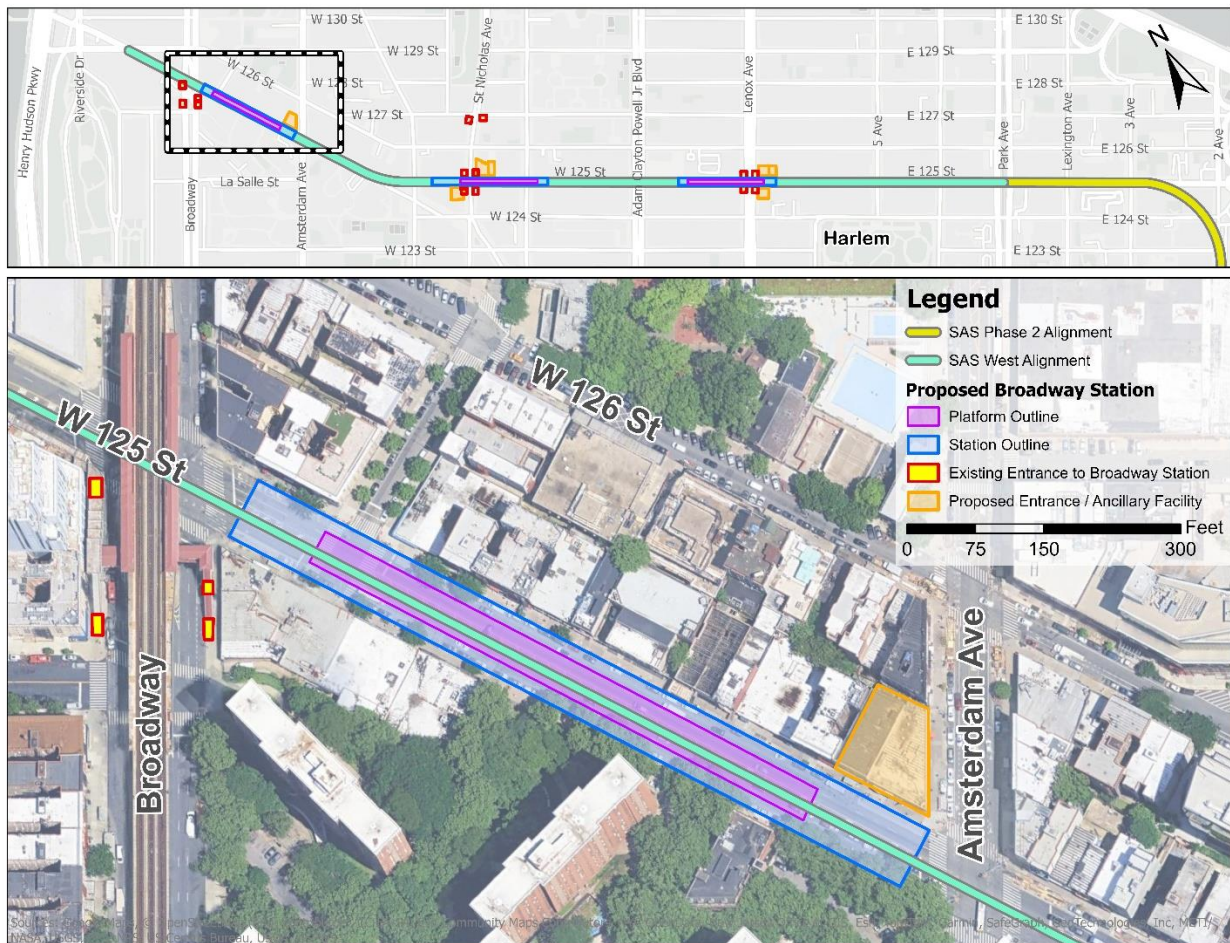 W 130 St
E 130 St
W 129 St
E 129 St
W 126 St
W 128 St
E 128 St
W 127 St
E 127 St
E 126 St
Henry Hudson Pkwy
Riverside Dr
Broadway
La Salle St
Amsterdam Ave
St Nicholas Ave
W 125 St
W 124 St
W 123 St
Adam Clayton Powell Jr Blvd
Lenox Ave
5 Ave
Park Ave
Lexington Ave
3 Ave
2 Ave
E 125 St
E 124 St
E 123 St
Harlem
N
Legend
SAS Phase 2 Alignment
SAS West Alignment
Proposed Broadway Station
Platform Outline
Station Outline
Existing Entrance to Broadway Station
Proposed Entrance / Ancillary Facility
Feet
0 75 150 300
W 125 St
W 126 St
Broadway
Amsterdam Ave